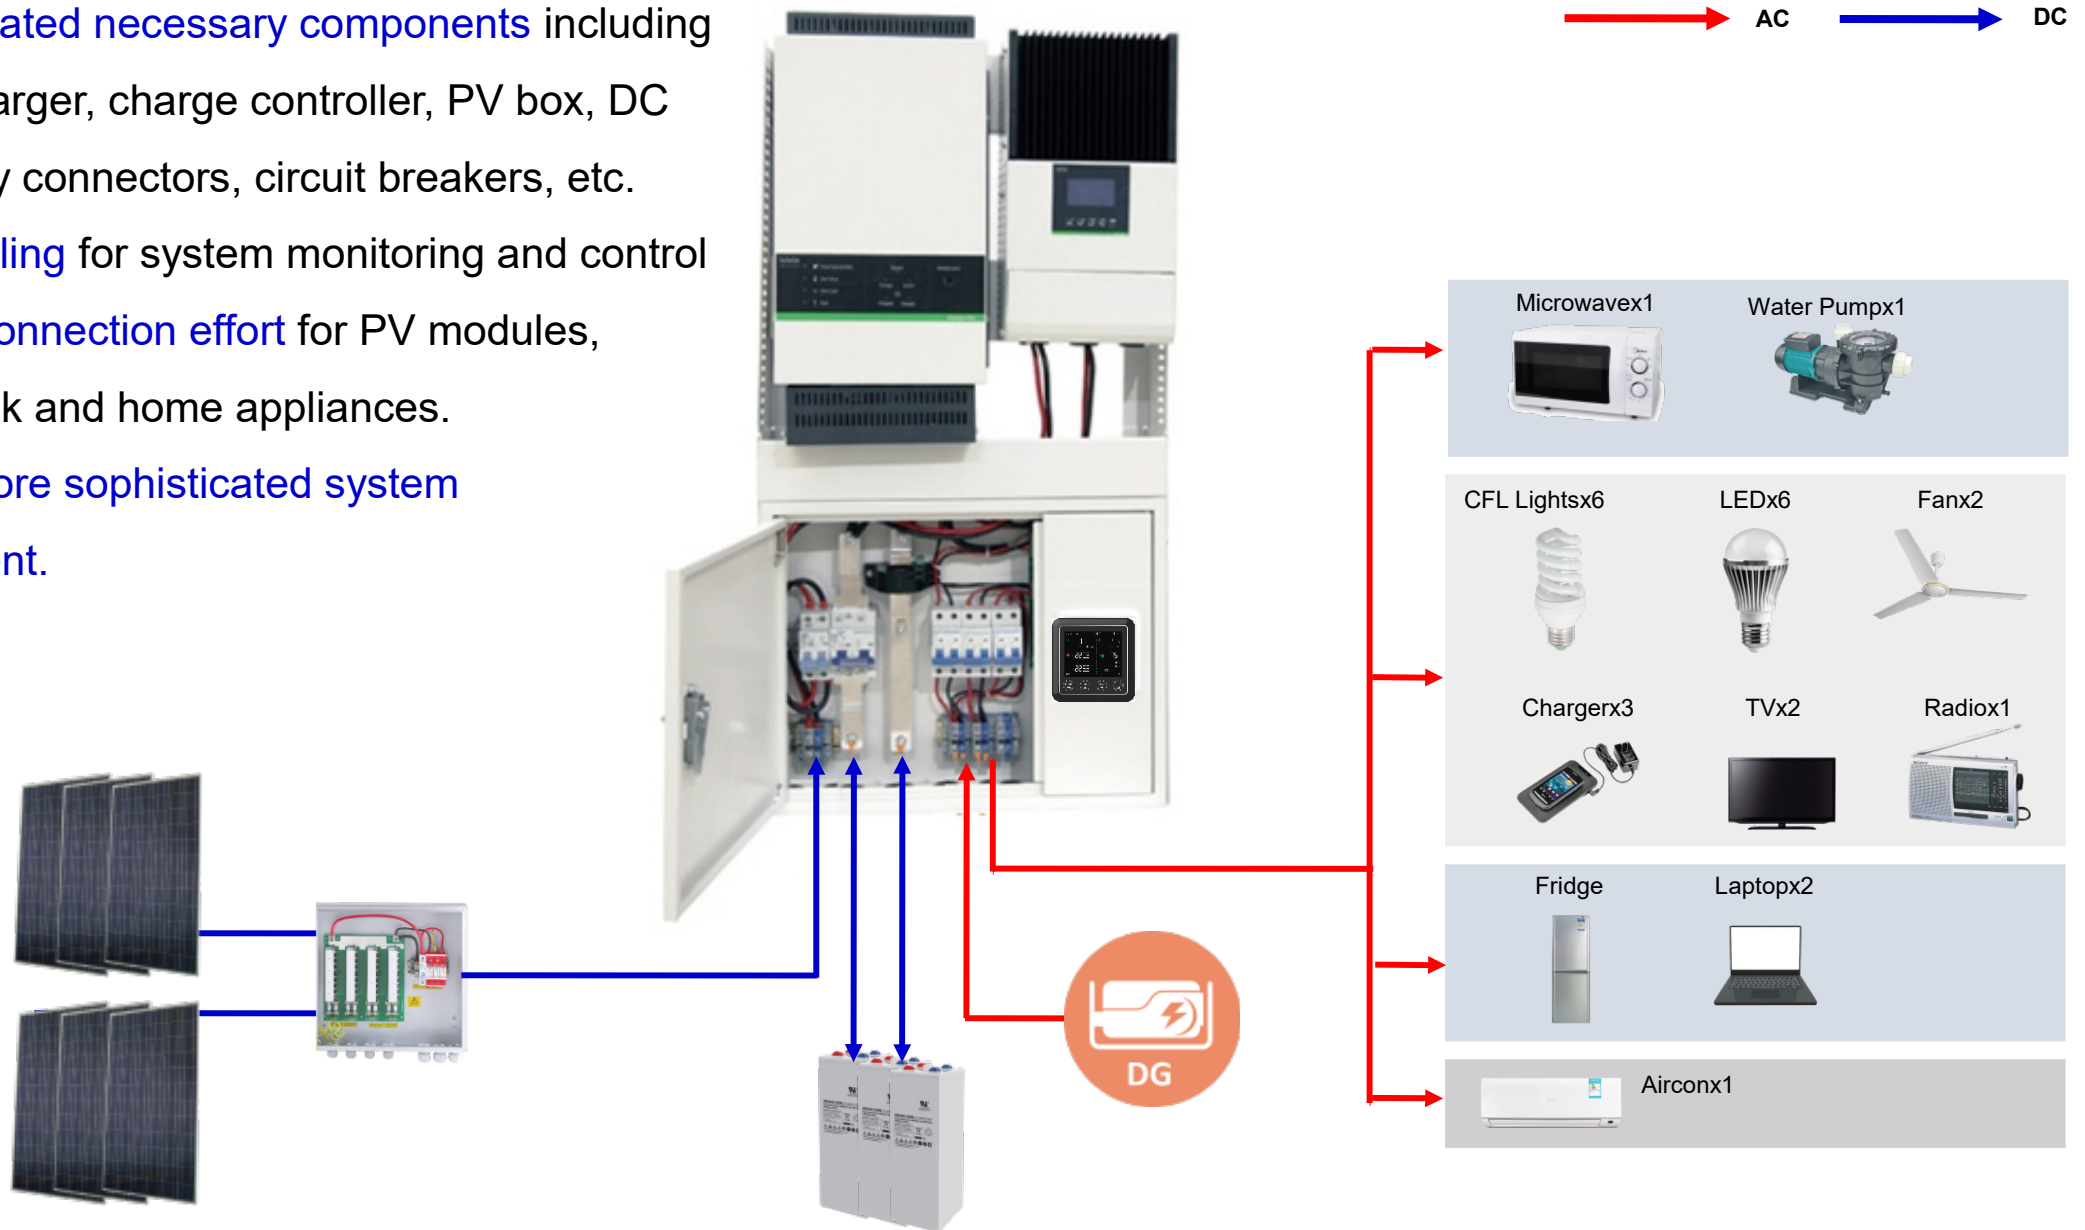 ated necessary components including
arger, charge controller, PV box, DC
y connectors, circuit breakers, etc.
ling for system monitoring and control
onnection effort for PV modules,
k and home appliances.
ore sophisticated system
nt.
AC
DC
Microwavex1
Water Pumpx1
CFL Lightsx6
LEDx6
Fanx2
Chargerx3
TVx2
Radiox1
Fridge
Laptopx2
Airconx1
DG